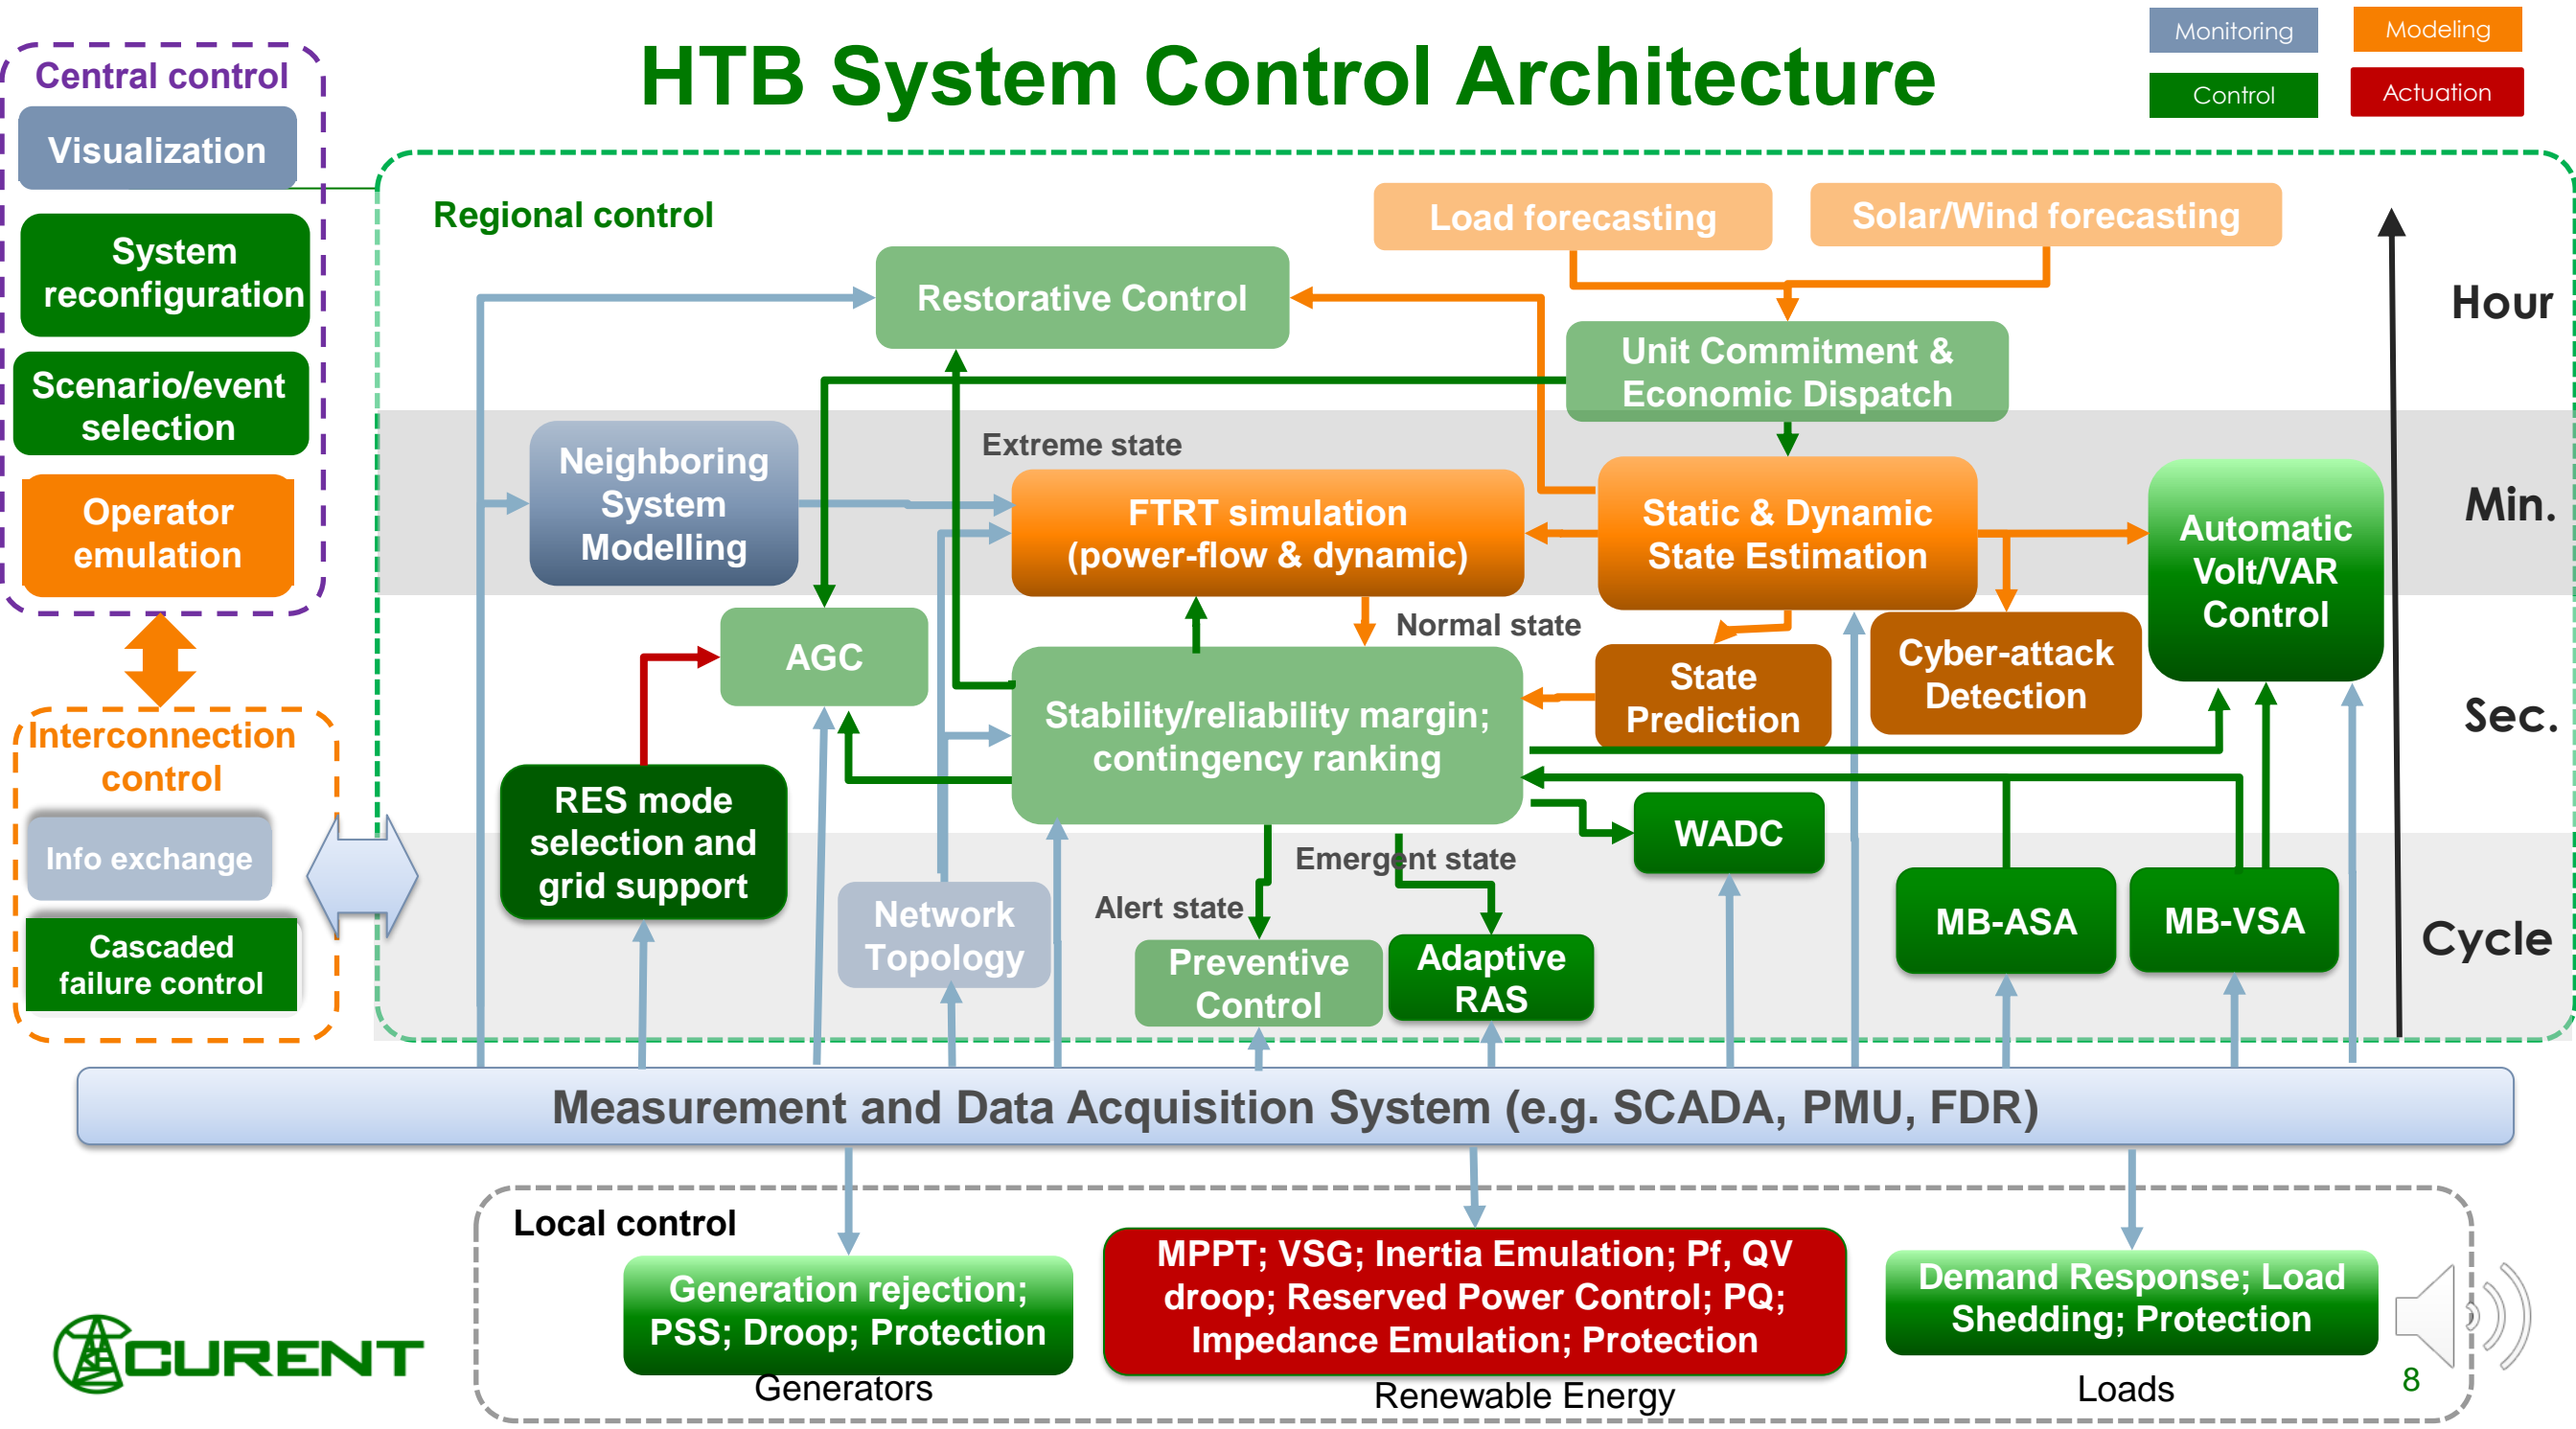 HTB System Control Architecture
Monitoring
Modeling
Control
Actuation
Central control
Visualization
System
reconfiguration
Scenario/event
selection
Operator
emulation
Interconnection
control
Info exchange
Cascaded
failure control
Regional control
Load forecasting
Solar/Wind forecasting
Restorative Control
Unit Commitment &
Economic Dispatch
Hour
Extreme state
Neighboring
System
Modelling
FTRT simulation
(power-flow & dynamic)
Static & Dynamic
State Estimation
Automatic
Volt/VAR
Control
Min.
Normal state
AGC
Stability/reliability margin;
contingency ranking
State
Prediction
Cyber-attack
Detection
Sec.
RES mode
selection and
grid support
WADC
Emergent state
Alert state
Network
Topology
Preventive
Control
Adaptive
RAS
MB-ASA
MB-VSA
Cycle
Measurement and Data Acquisition System (e.g. SCADA, PMU, FDR)
Local control
Generation rejection;
PSS; Droop; Protection
Generators
MPPT; VSG; Inertia Emulation; Pf, QV
droop; Reserved Power Control; PQ;
Impedance Emulation; Protection
Renewable Energy
Demand Response; Load
Shedding; Protection
Loads
CURENT
8